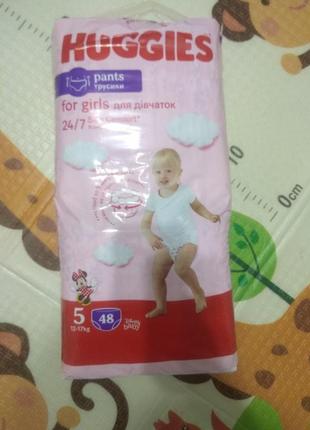 HUGGIES
pants
трусики
for girls для дівчаток
24/7
5 48
12-17kg
Disney baby
10
0cm